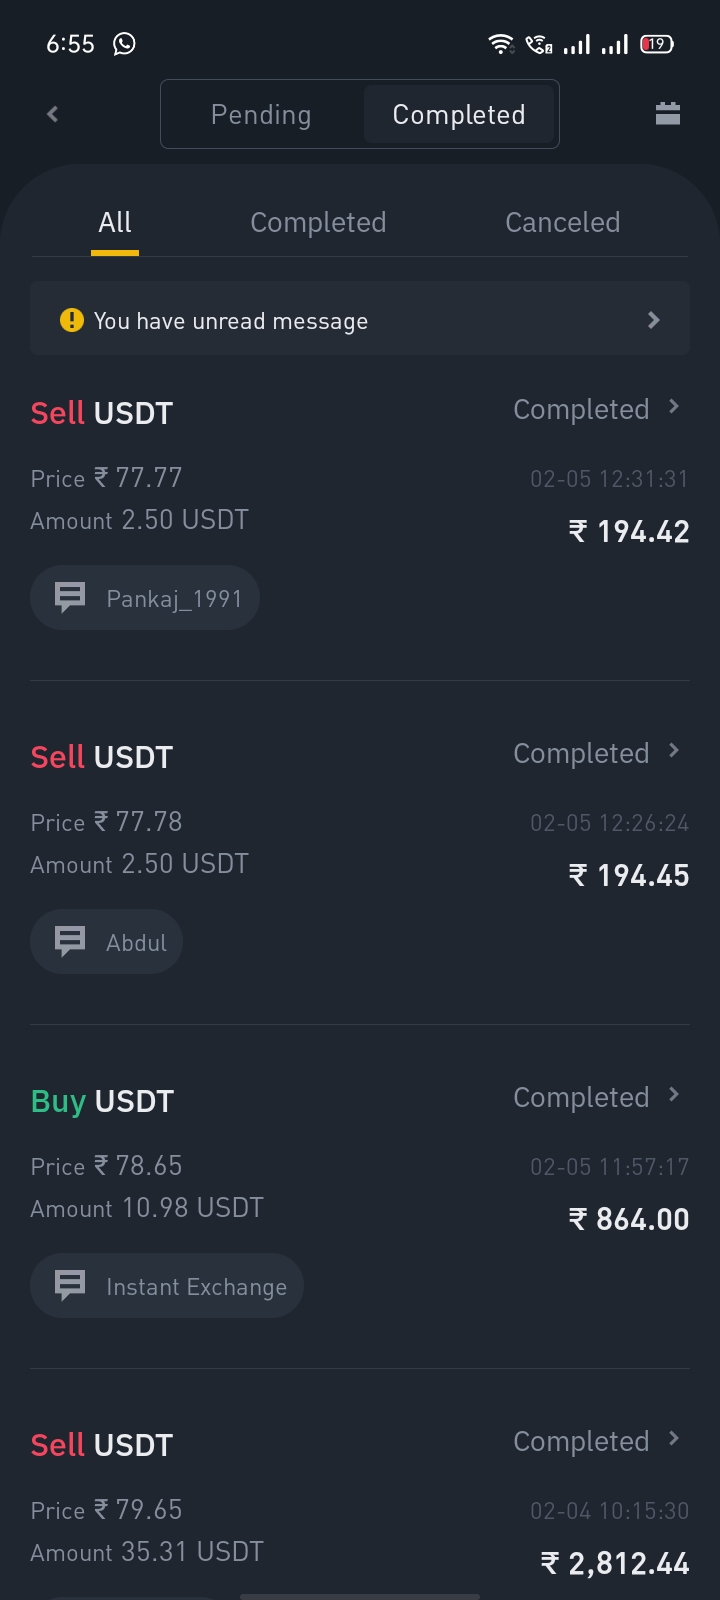 6:55
19
Pending
Completed
All
Completed
Canceled
You have unread message
Sell USDT
Completed
Price ₹ 77.77
02-05 12:31:31
Amount 2.50 USDT
₹ 194.42
Pankaj_1991
Sell USDT
Completed
Price ₹ 77.78
02-05 12:26:24
Amount 2.50 USDT
₹ 194.45
Abdul
Buy USDT
Completed
Price ₹ 78.65
02-05 11:57:17
Amount 10.98 USDT
₹ 864.00
Instant Exchange
Sell USDT
Completed
Price ₹ 79.65
02-04 10:15:30
Amount 35.31 USDT
₹ 2,812.44